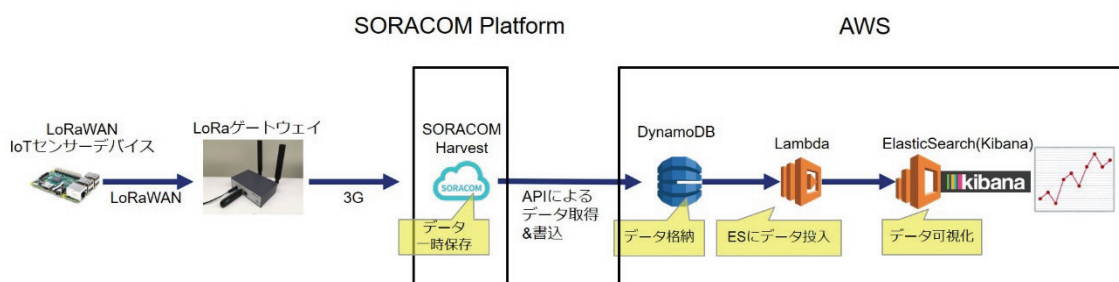 SORACOM Platform
AWS
LoRaWAN
IoTセンサーデバイス
LoRaWAN
LoRaゲートウェイ
3G
SORACOM
Harvest
SORACOM
データ
一時保存
APIによる
データ取得
&書込
DynamoDB
データ格納
Lambda
ESにデータ投入
ElasticSearch(Kibana)
kibana
データ可視化